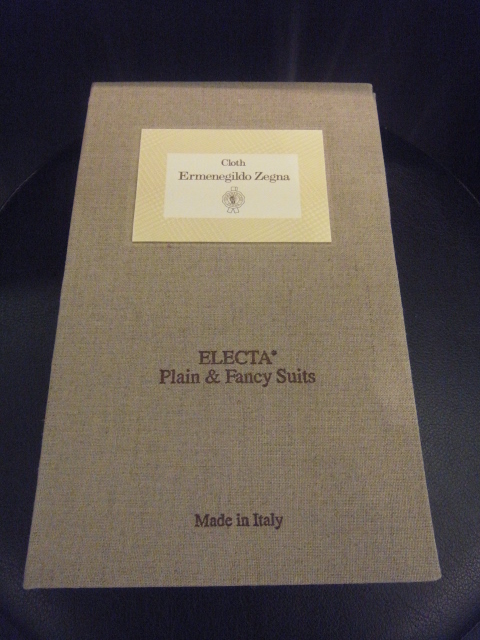 Cloth
Ermenegildo Zegna
ELECTA®
Plain & Fancy Suits
Made in Italy